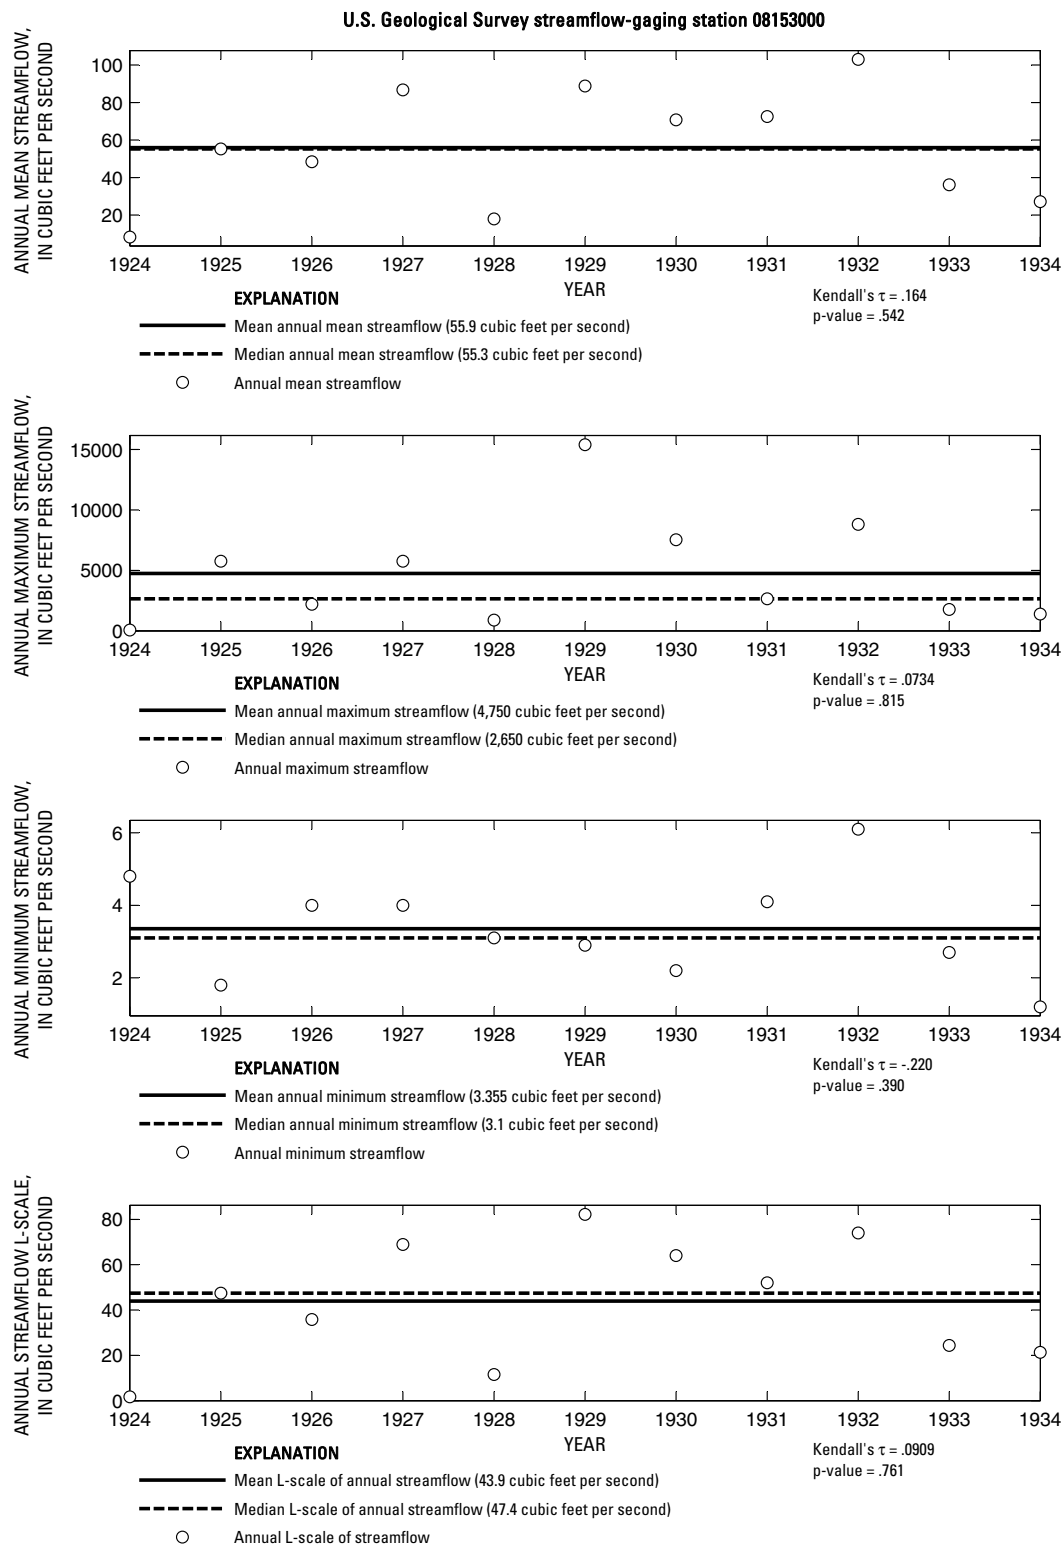 U.S. Geological Survey streamflow-gaging station 08153000
ANNUAL MEAN STREAMFLOW,
IN CUBIC FEET PER SECOND
100
80
60
40
20
1924 1925 1926 1927 1928 1929 1930 1931 1932 1933 1934
YEAR
Kendall's τ = .164
p-value = .542
EXPLANATION
Mean annual mean streamflow (55.9 cubic feet per second)
Median annual mean streamflow (55.3 cubic feet per second)
Annual mean streamflow
ANNUAL MAXIMUM STREAMFLOW,
IN CUBIC FEET PER SECOND
15000
10000
5000
0
1924 1925 1926 1927 1928 1929 1930 1931 1932 1933 1934
YEAR
Kendall's τ = .0734
p-value = .815
EXPLANATION
Mean annual maximum streamflow (4,750 cubic feet per second)
Median annual maximum streamflow (2,650 cubic feet per second)
Annual maximum streamflow
ANNUAL MINIMUM STREAMFLOW,
IN CUBIC FEET PER SECOND
6
4
2
1924 1925 1926 1927 1928 1929 1930 1931 1932 1933 1934
YEAR
Kendall's τ = -.220
p-value = .390
EXPLANATION
Mean annual minimum streamflow (3.355 cubic feet per second)
Median annual minimum streamflow (3.1 cubic feet per second)
Annual minimum streamflow
ANNUAL STREAMFLOW L-SCALE,
IN CUBIC FEET PER SECOND
80
60
40
20
0
1924 1925 1926 1927 1928 1929 1930 1931 1932 1933 1934
YEAR
Kendall's τ = .0909
p-value = .761
EXPLANATION
Mean L-scale of annual streamflow (43.9 cubic feet per second)
Median L-scale of annual streamflow (47.4 cubic feet per second)
Annual L-scale of streamflow